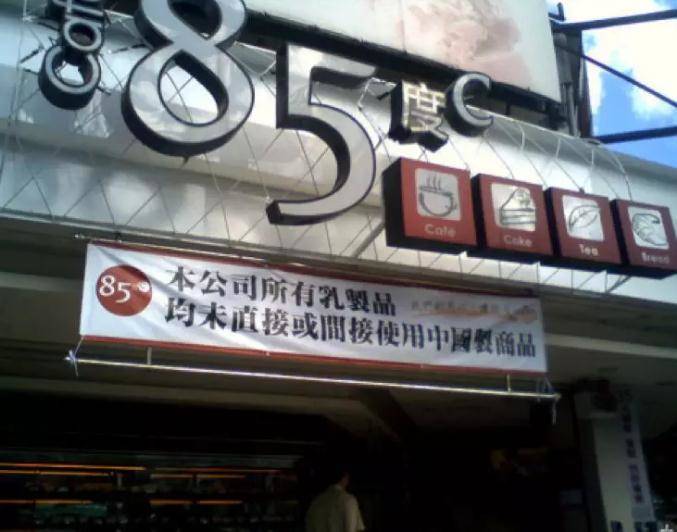 coffee
85度C
Café
Cake
Tea
Bread
85°C
本公司所有乳製品
均未直接或間接使用中國製商品